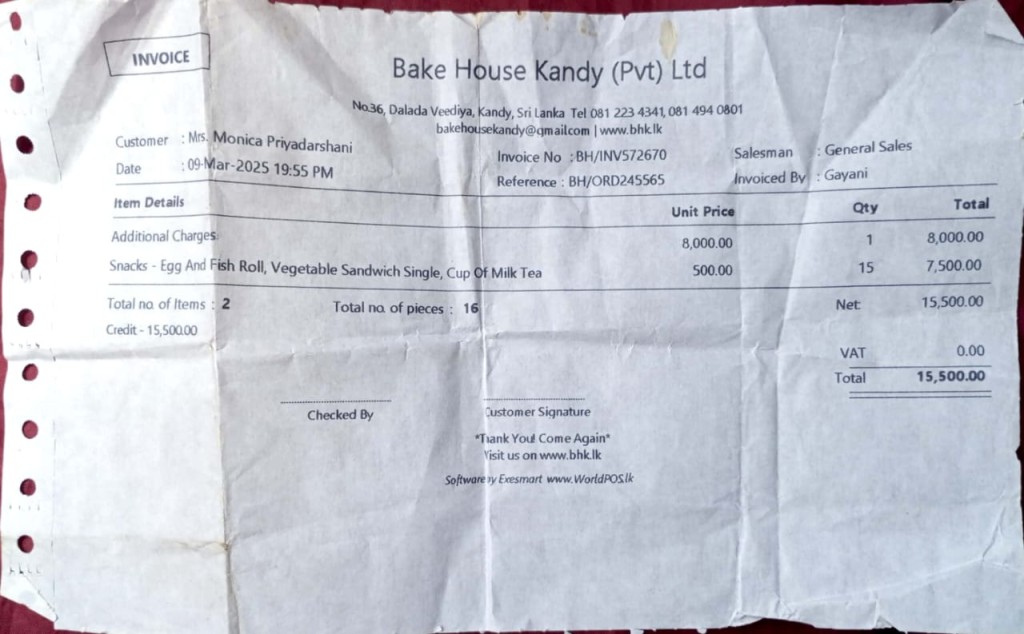 INVOICE
Bake House Kandy (Pvt) Ltd
No.36, Dalada Veediya, Kandy, Sri Lanka Tel 081 223 4341, 081 494 0801
bakehousekandy@gmail.com | www.bhk.lk
Customer : Mrs. Monica Priyadarshani
Date : 09-Mar-2025 19:55 PM
Invoice No : BH/INV572670
Reference : BH/ORD245565
Salesman : General Sales
Invoiced By : Gayani
Item Details Unit Price Qty Total
Additional Charges 8,000.00 1 8,000.00
Snacks - Egg And Fish Roll, Vegetable Sandwich Single, Cup Of Milk Tea 500.00 15 7,500.00
Total no. of Items : 2 Total no. of pieces : 16 Net: 15,500.00
Credit - 15,500.00
VAT 0.00
Total 15,500.00
Checked By
Customer Signature
*Thank You! Come Again*
Visit us on www.bhk.lk
Software by Exesmart www.WorldPOS.lk